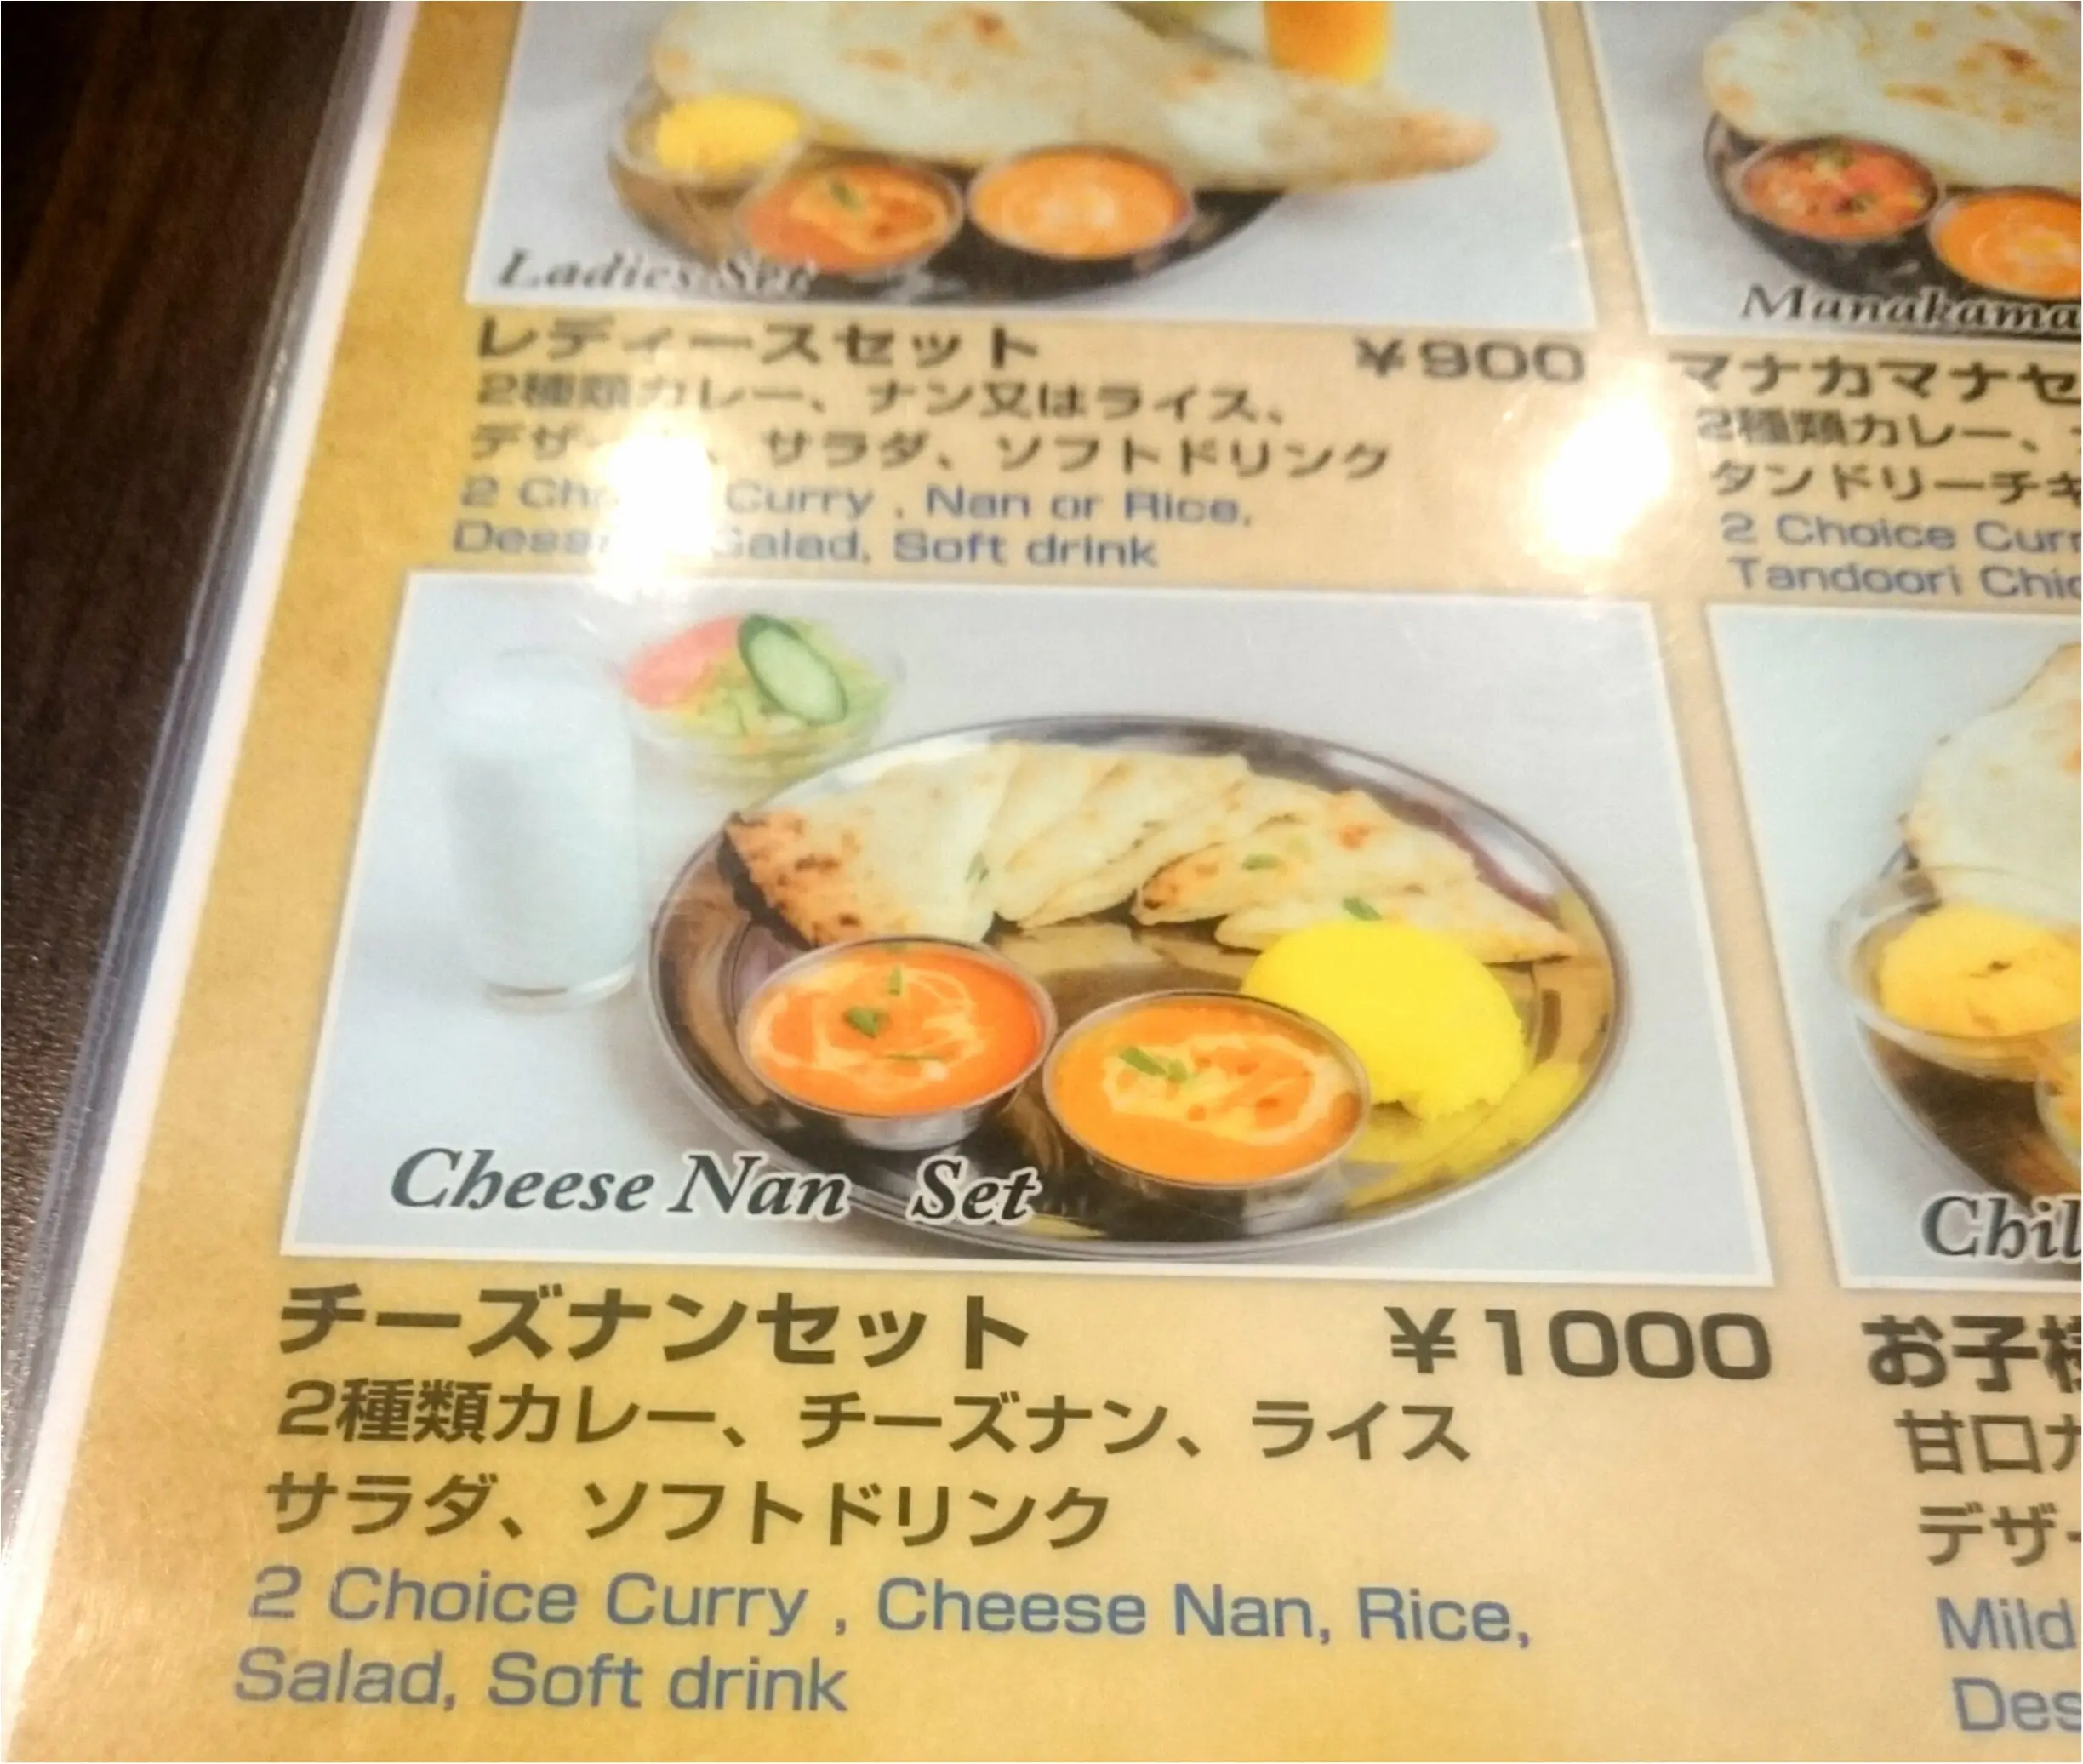 Ladies Set
レディースセット ¥900
2種類カレー、ナン又はライス、
サラダ、ソフトドリンク
2 Curry , Nan or Rice,
Salad, Soft drink
Manakama
マナカマナセ
2種類カレー、
タンドリーチキ
2 Choice Curr
Tandoori Chic
Cheese Nan Set
チーズナンセット ¥1000
2種類カレー、チーズナン、ライス
サラダ、ソフトドリンク
2 Choice Curry , Cheese Nan, Rice,
Salad, Soft drink
Chil
お子様
甘口カ
デザー
Mild
Des